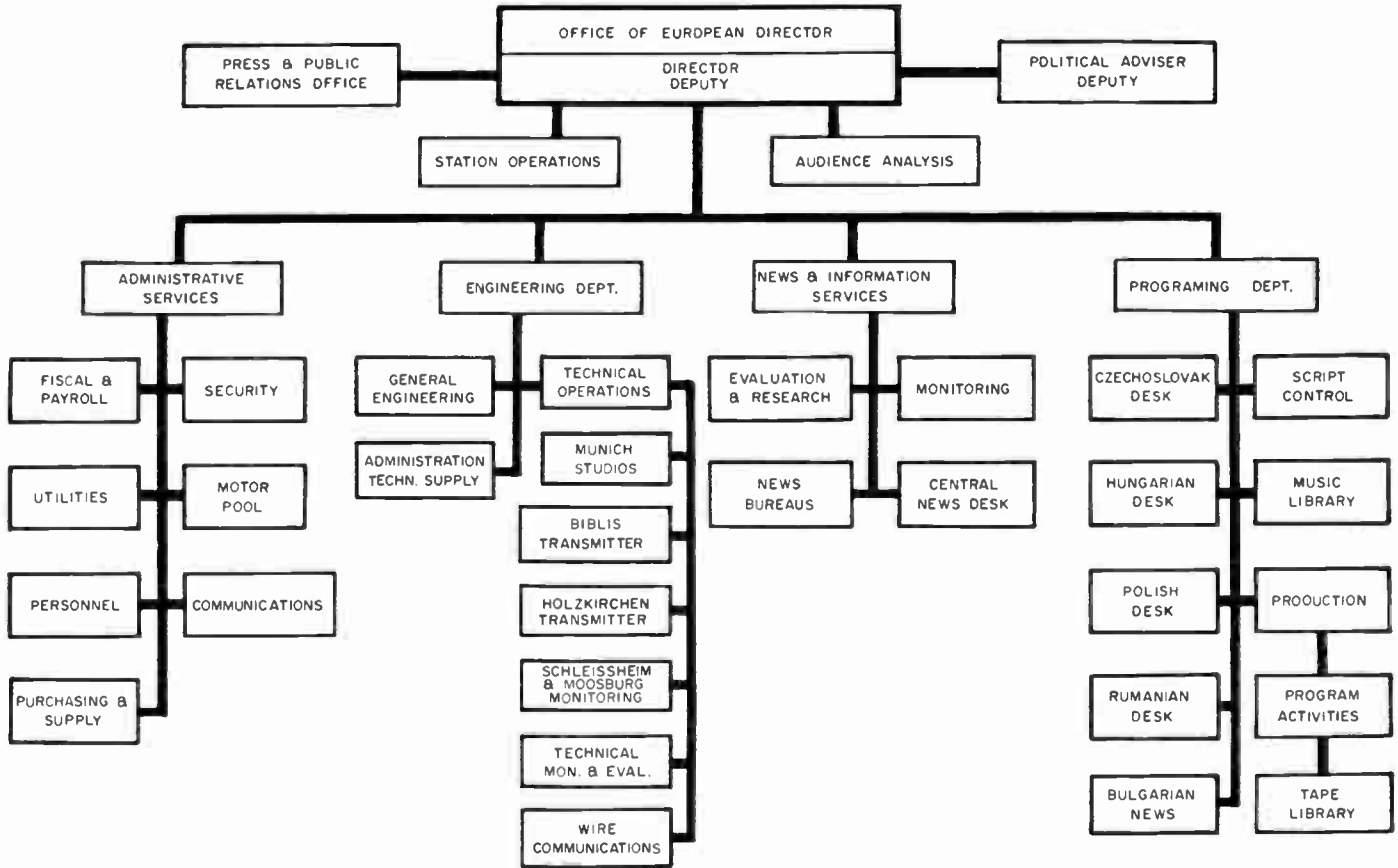 OFFICE OF EUROPEAN DIRECTOR
DIRECTOR
DEPUTY
PRESS & PUBLIC
RELATIONS OFFICE
POLITICAL ADVISER
DEPUTY
STATION OPERATIONS
AUDIENCE ANALYSIS
ADMINISTRATIVE
SERVICES
FISCAL &
PAYROLL
SECURITY
UTILITIES
MOTOR
POOL
PERSONNEL
COMMUNICATIONS
PURCHASING &
SUPPLY
ENGINEERING DEPT.
GENERAL
ENGINEERING
TECHNICAL
OPERATIONS
ADMINISTRATION
TECHN. SUPPLY
MUNICH
STUDIOS
BIBLIS
TRANSMITTER
HOLZKIRCHEN
TRANSMITTER
SCHLEISSHEIM
& MOOSBURG
MONITORING
TECHNICAL
MON. & EVAL.
WIRE
COMMUNICATIONS
NEWS & INFORMATION
SERVICES
EVALUATION
& RESEARCH
MONITORING
NEWS
BUREAUS
CENTRAL
NEWS DESK
PROGRAMING DEPT.
CZECHOSLOVAK
DESK
SCRIPT
CONTROL
HUNGARIAN
DESK
MUSIC
LIBRARY
POLISH
DESK
PRODUCTION
RUMANIAN
DESK
PROGRAM
ACTIVITIES
BULGARIAN
NEWS
TAPE
LIBRARY